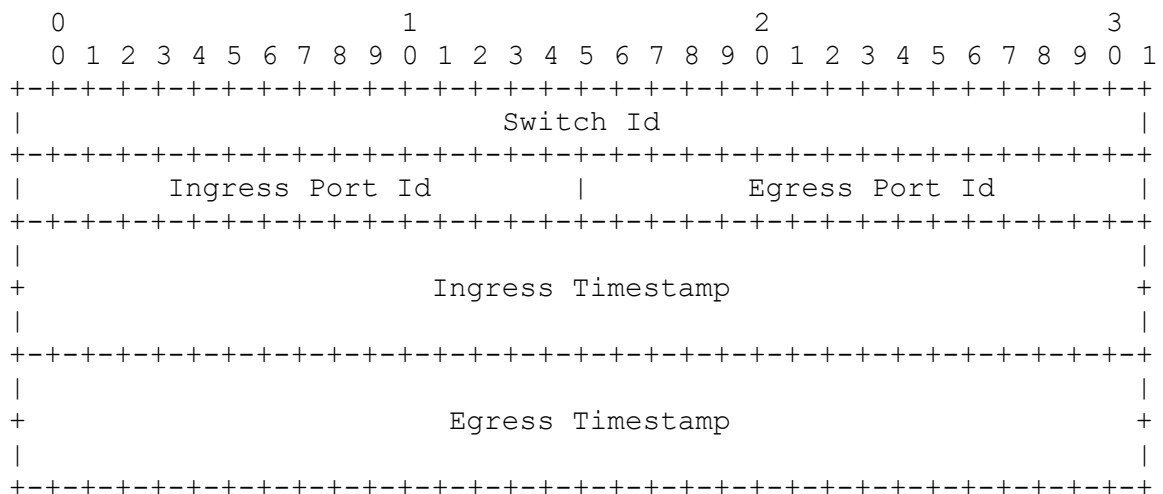 0                   1                   2                   3
    0 1 2 3 4 5 6 7 8 9 0 1 2 3 4 5 6 7 8 9 0 1 2 3 4 5 6 7 8 9 0 1
  +-+-+-+-+-+-+-+-+-+-+-+-+-+-+-+-+-+-+-+-+-+-+-+-+-+-+-+-+-+-+-+-+
  |                           Switch Id                           |
  +-+-+-+-+-+-+-+-+-+-+-+-+-+-+-+-+-+-+-+-+-+-+-+-+-+-+-+-+-+-+-+-+
  |        Ingress Port Id        |         Egress Port Id        |
  +-+-+-+-+-+-+-+-+-+-+-+-+-+-+-+-+-+-+-+-+-+-+-+-+-+-+-+-+-+-+-+-+
  |                                                               |
  +                       Ingress Timestamp                       +
  |                                                               |
  +-+-+-+-+-+-+-+-+-+-+-+-+-+-+-+-+-+-+-+-+-+-+-+-+-+-+-+-+-+-+-+-+
  |                                                               |
  +                        Egress Timestamp                       +
  |                                                               |
  +-+-+-+-+-+-+-+-+-+-+-+-+-+-+-+-+-+-+-+-+-+-+-+-+-+-+-+-+-+-+-+-+